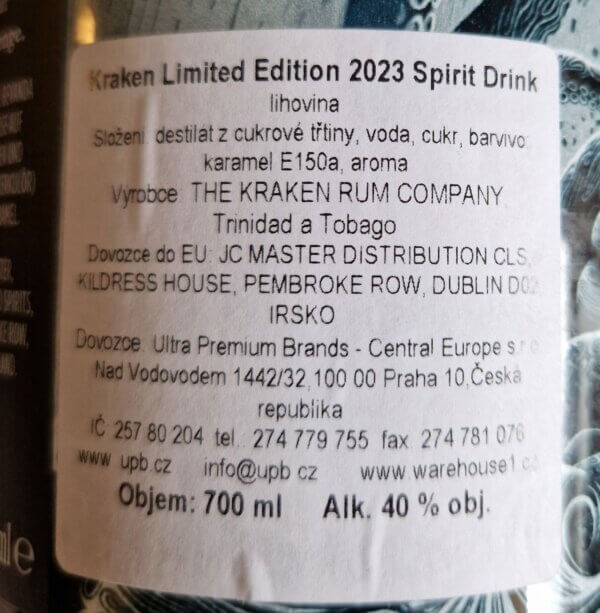 Kraken Limited Edition 2023 Spirit Drink
lihovina
Složení: destilát z cukrové třtiny, voda, cukr, barvivo:
karamel E150a, aroma
Výrobce: THE KRAKEN RUM COMPANY,
Trinidad a Tobago
Dovozce do EU: JC MASTER DISTRIBUTION CLS,
KILDRESS HOUSE, PEMBROKE ROW, DUBLIN D02,
IRSKO
Dovozce: Ultra Premium Brands - Central Europe s.r.o
Nad Vodovodem 1442/32,100 00 Praha 10,Česká
republika
IČ: 257 80 204 tel.: 274 779 755 fax: 274 781 076
www.upb.cz info@upb.cz www.warehouse1.cz
Objem: 700 ml Alk. 40 % obj.